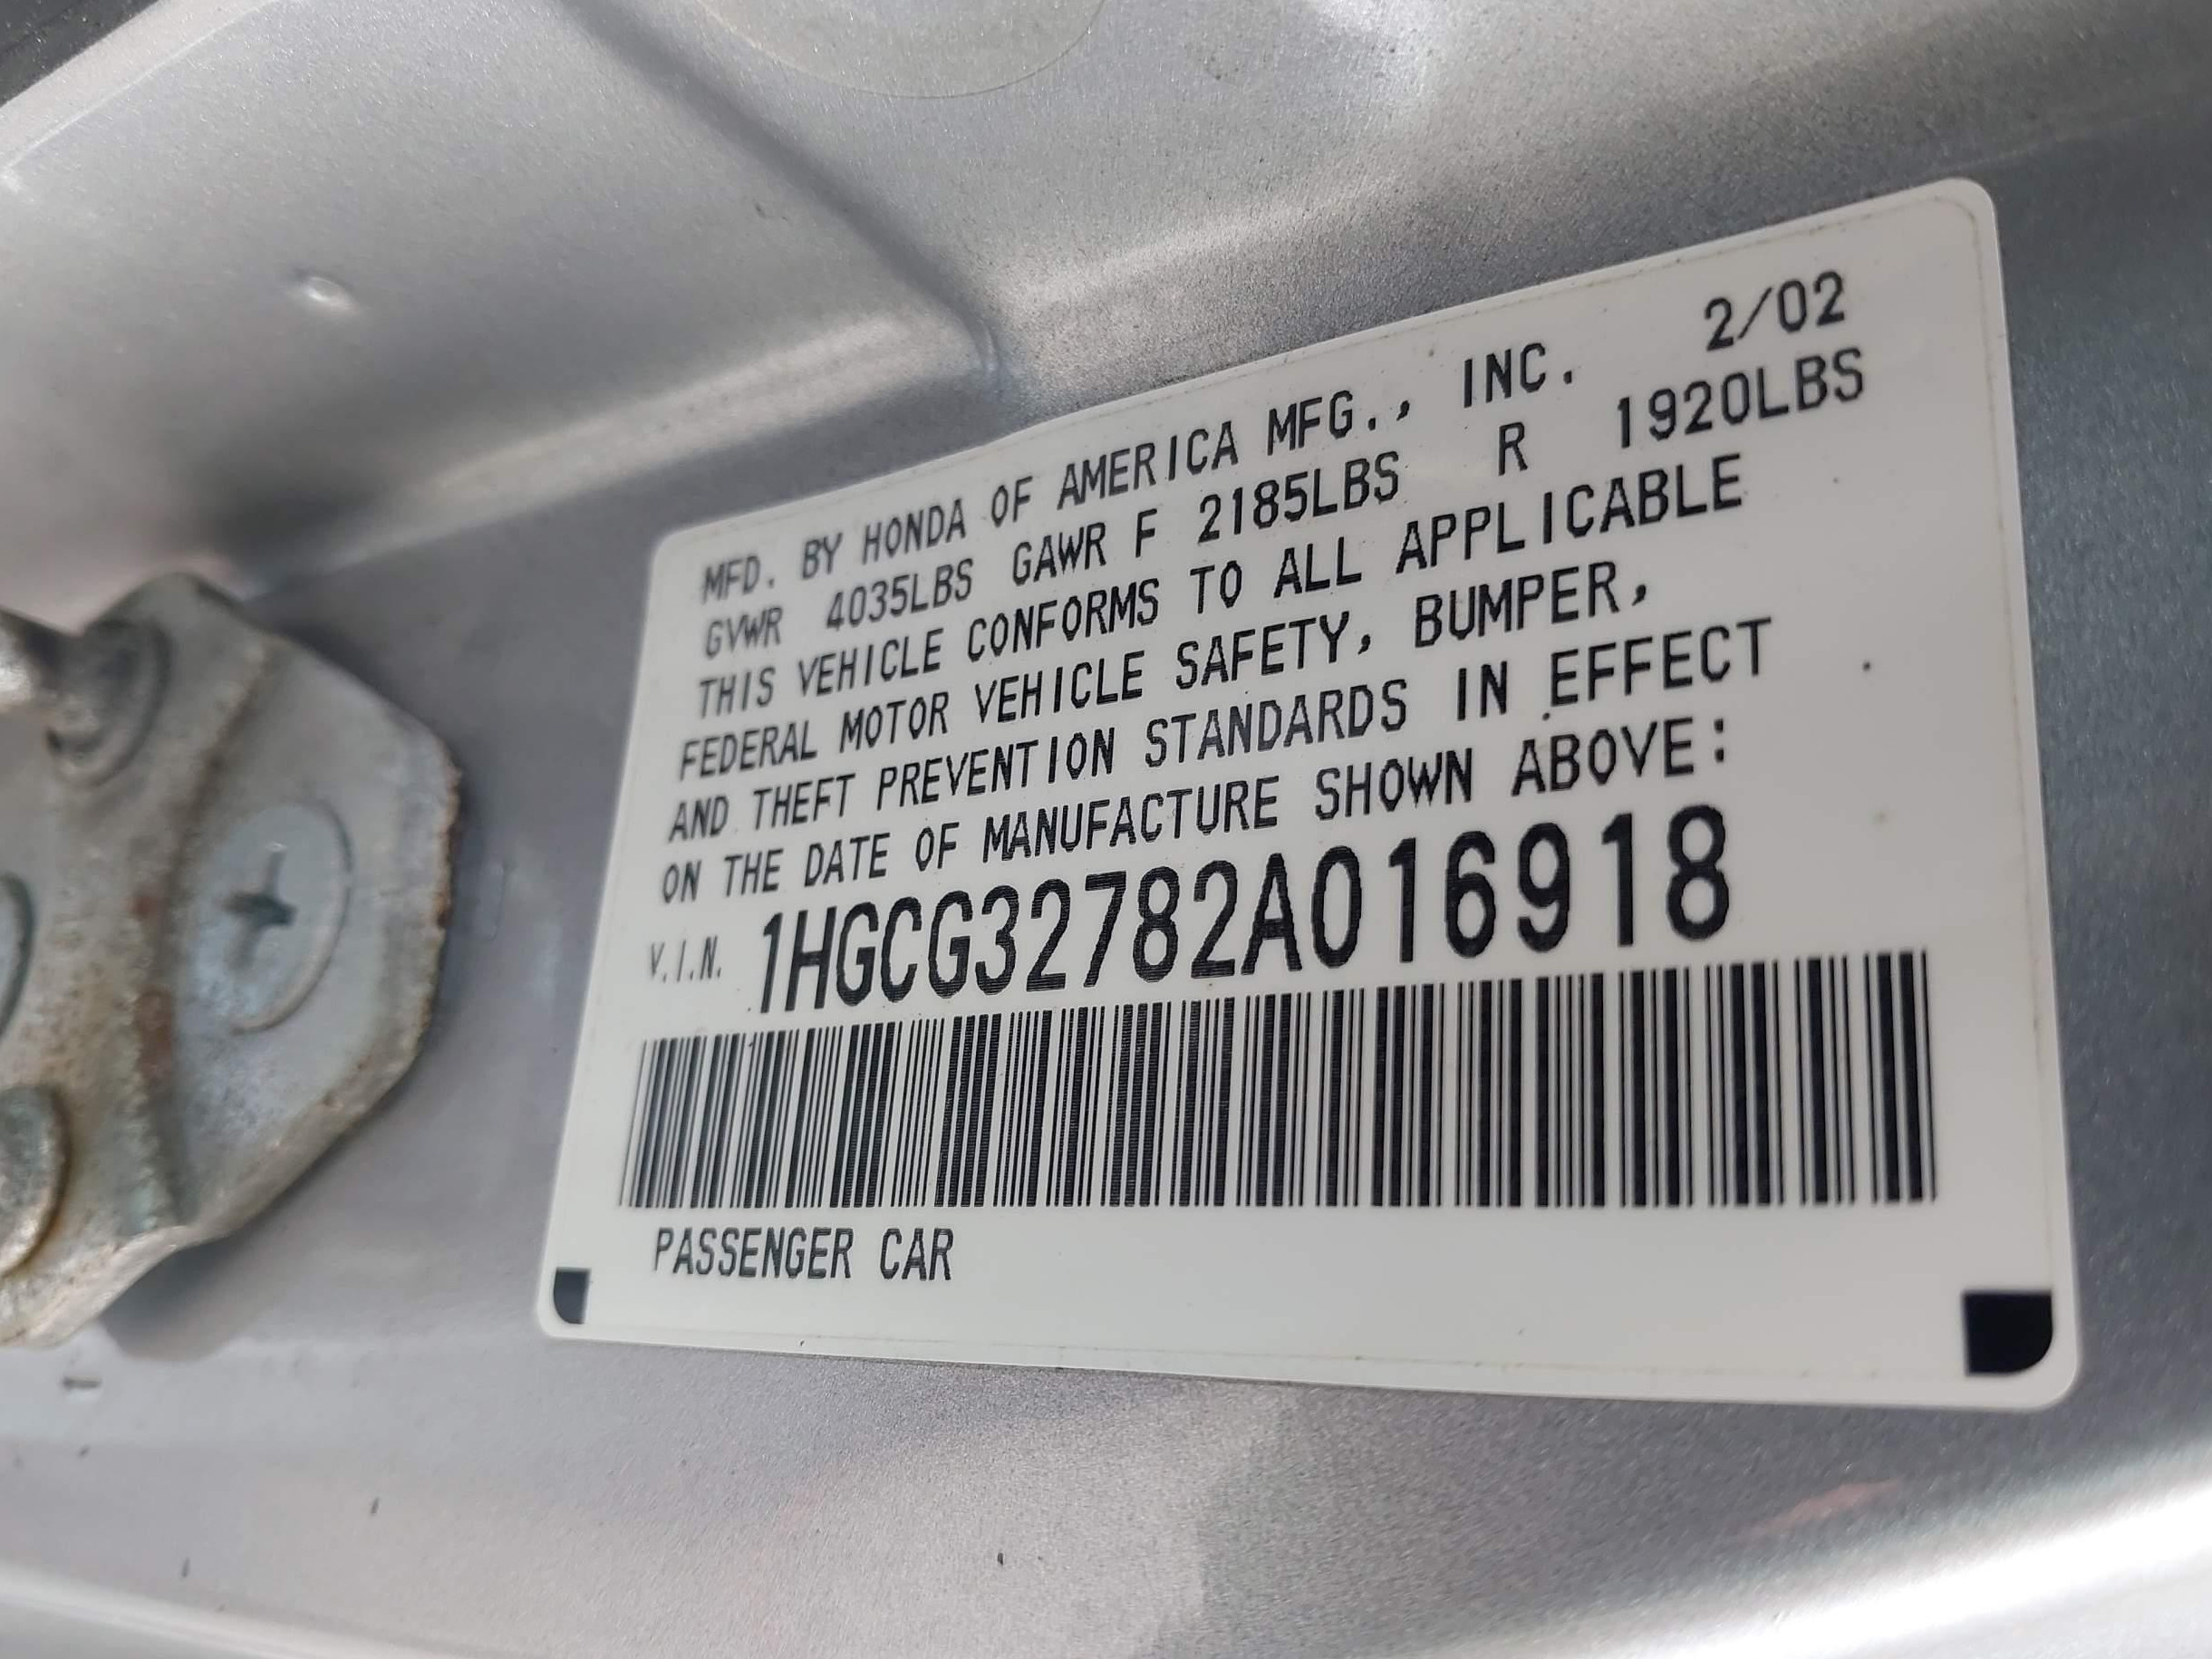 MFD. BY HONDA OF AMERICA MFG., INC. 2/02
GVWR 4035LBS GAWR F 2185LBS R 1920LBS
THIS VEHICLE CONFORMS TO ALL APPLICABLE
FEDERAL MOTOR VEHICLE SAFETY, BUMPER,
AND THEFT PREVENTION STANDARDS IN EFFECT
ON THE DATE OF MANUFACTURE SHOWN ABOVE:
V.I.N. 1HGCG32782A016918
PASSENGER CAR